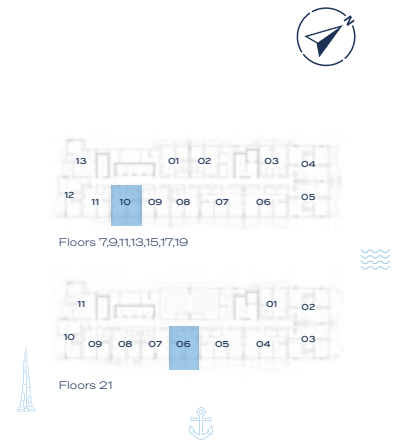 N
13 01 02 03 04
12 11 10 09 08 07 06 05
Floors 7,9,11,13,15,17,19
11 01 02
10 09 08 07 06 05 04 03
Floors 21